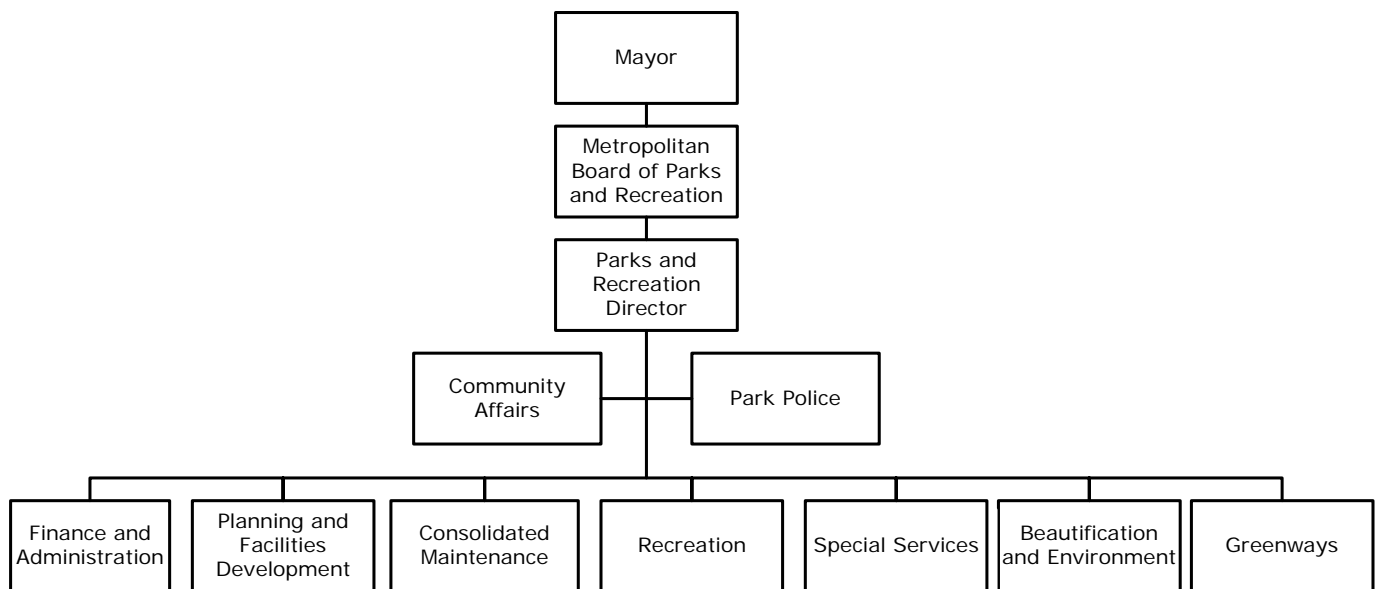 Mayor
Metropolitan
Board of Parks
and Recreation
Parks and
Recreation
Director
Community
Affairs
Park Police
Finance and
Administration
Planning and
Facilities
Development
Consolidated
Maintenance
Recreation
Special Services
Beautification
and Environment
Greenways